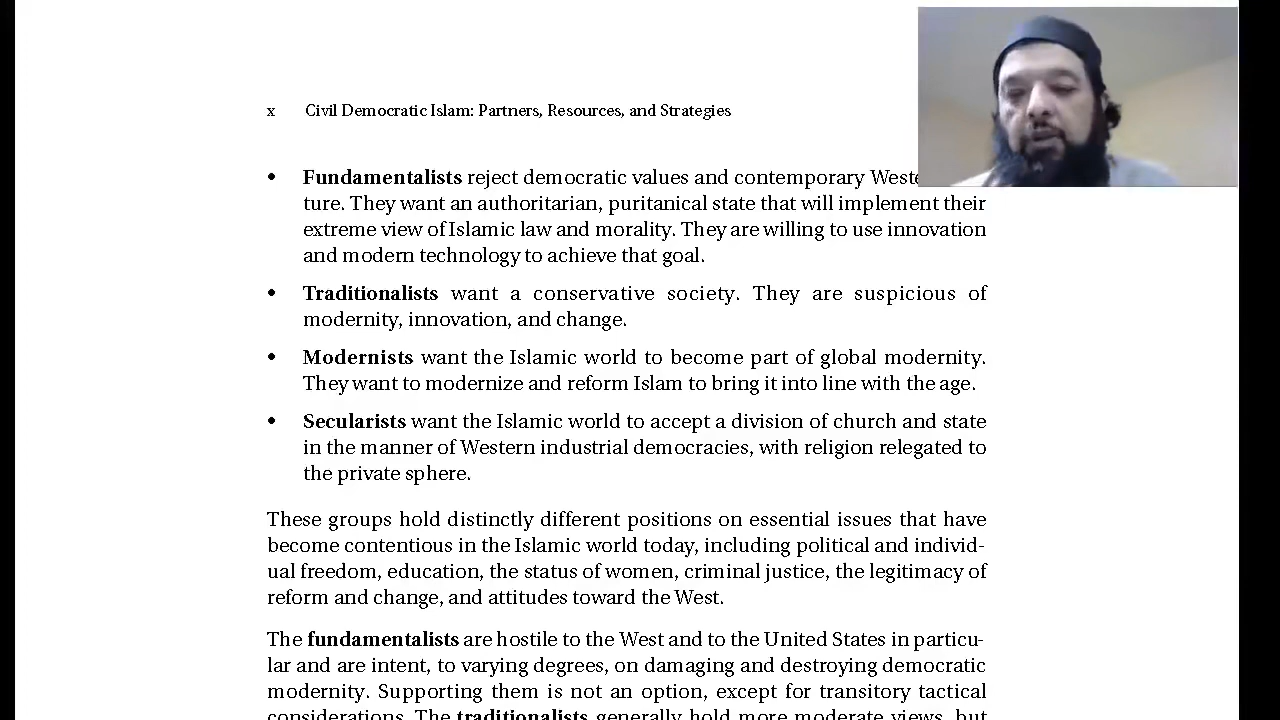 x Civil Democratic Islam: Partners, Resources, and Strategies
• Fundamentalists reject democratic values and contemporary
ture. They want an authoritarian, puritanical state that will implement their
extreme view of Islamic law and morality. They are willing to use innovation
and modern technology to achieve that goal.
• Traditionalists want a conservative society. They are suspicious of
modernity, innovation, and change.
• Modernists want the Islamic world to become part of global modernity.
They want to modernize and reform Islam to bring it into line with the age.
• Secularists want the Islamic world to accept a division of church and state
in the manner of Western industrial democracies, with religion relegated to
the private sphere.
These groups hold distinctly different positions on essential issues that have
become contentious in the Islamic world today, including political and individ-
ual freedom, education, the status of women, criminal justice, the legitimacy of
reform and change, and attitudes toward the West.
The fundamentalists are hostile to the West and to the United States in particu-
lar and are intent, to varying degrees, on damaging and destroying democratic
modernity. Supporting them is not an option, except for transitory tactical
considerations. The traditionalists generally hold more moderate views, but